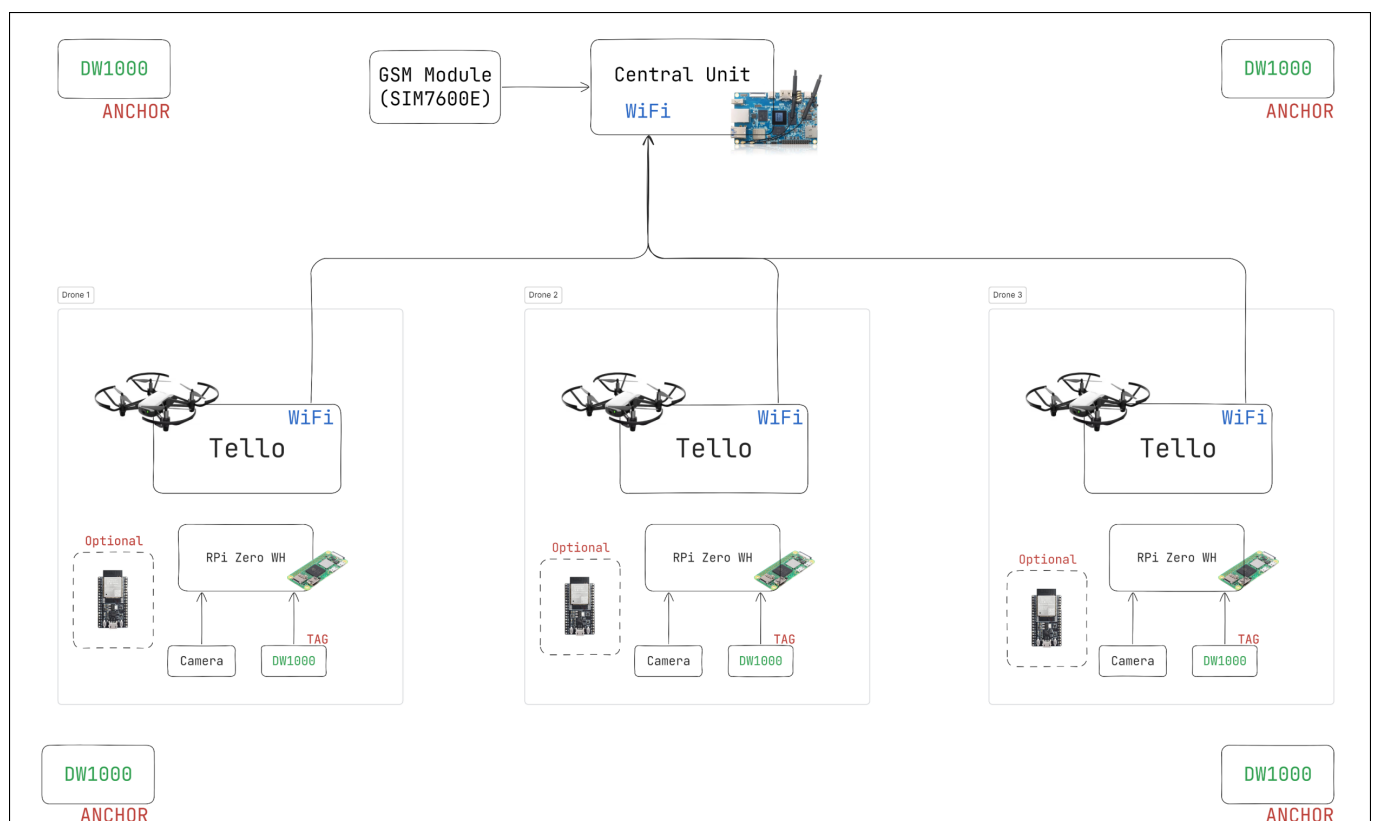 DW1000
ANCHOR
GSM Module
(SIM7600E)
Central Unit
WiFi
DW1000
ANCHOR
Drone 1
WiFi
Tello
Optional
RPi Zero WH
TAG
Camera
DW1000
Drone 2
WiFi
Tello
Optional
RPi Zero WH
TAG
Camera
DW1000
Drone 3
WiFi
Tello
Optional
RPi Zero WH
TAG
Camera
DW1000
DW1000
ANCHOR
DW1000
ANCHOR